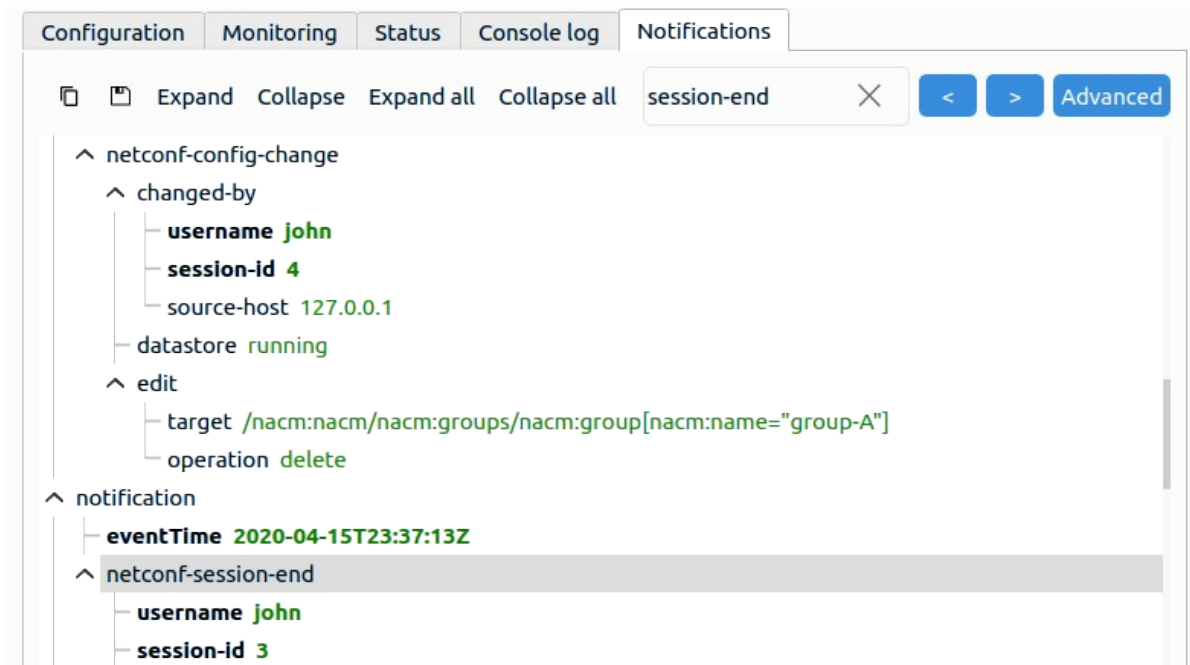 Configuration Monitoring Status Console log Notifications
Expand Collapse Expand all Collapse all session-end < > Advanced
netconf-config-change
changed-by
username john
session-id 4
source-host 127.0.0.1
datastore running
edit
target /nacm:nacm/nacm:groups/nacm:group[nacm:name="group-A"]
operation delete
notification
eventTime 2020-04-15T23:37:13Z
netconf-session-end
username john
session-id 3